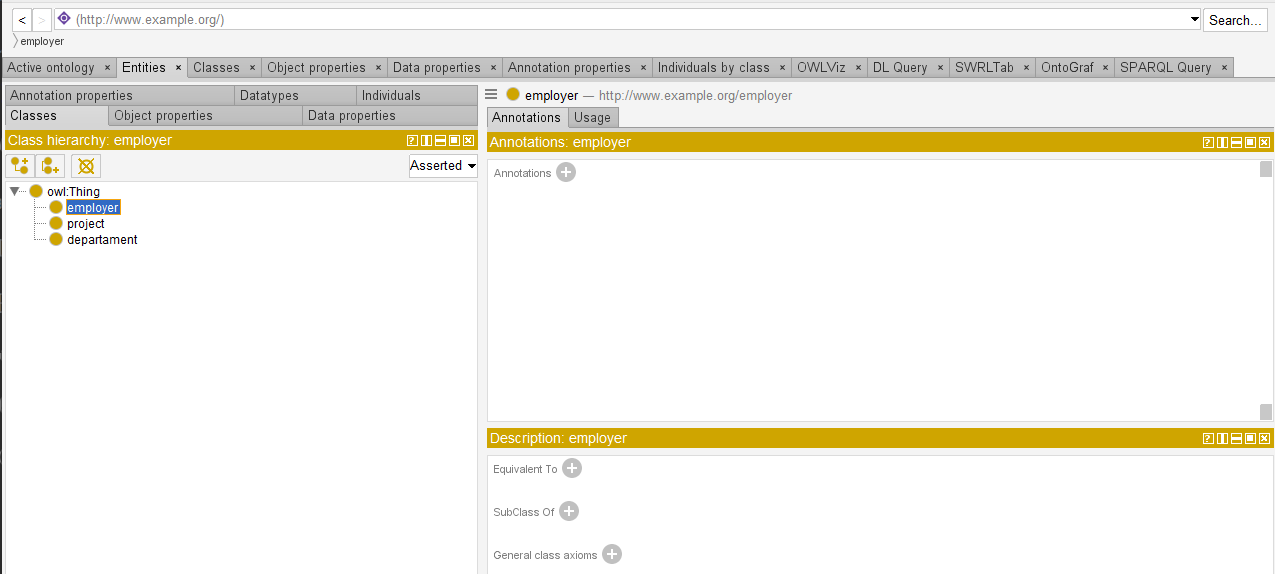 < > (http://www.example.org/) Search...
employer
Active ontology × Entities × Classes × Object properties × Data properties × Annotation properties × Individuals by class × OWLViz × DL Query × SWRLTab × OntoGraf × SPARQL Query ×
Annotation properties Datatypes Individuals
Classes Object properties Data properties
Class hierarchy: employer
Asserted
owl:Thing
employer
project
departament
employer — http://www.example.org/employer
Annotations Usage
Annotations: employer
Annotations
Description: employer
Equivalent To
SubClass Of
General class axioms